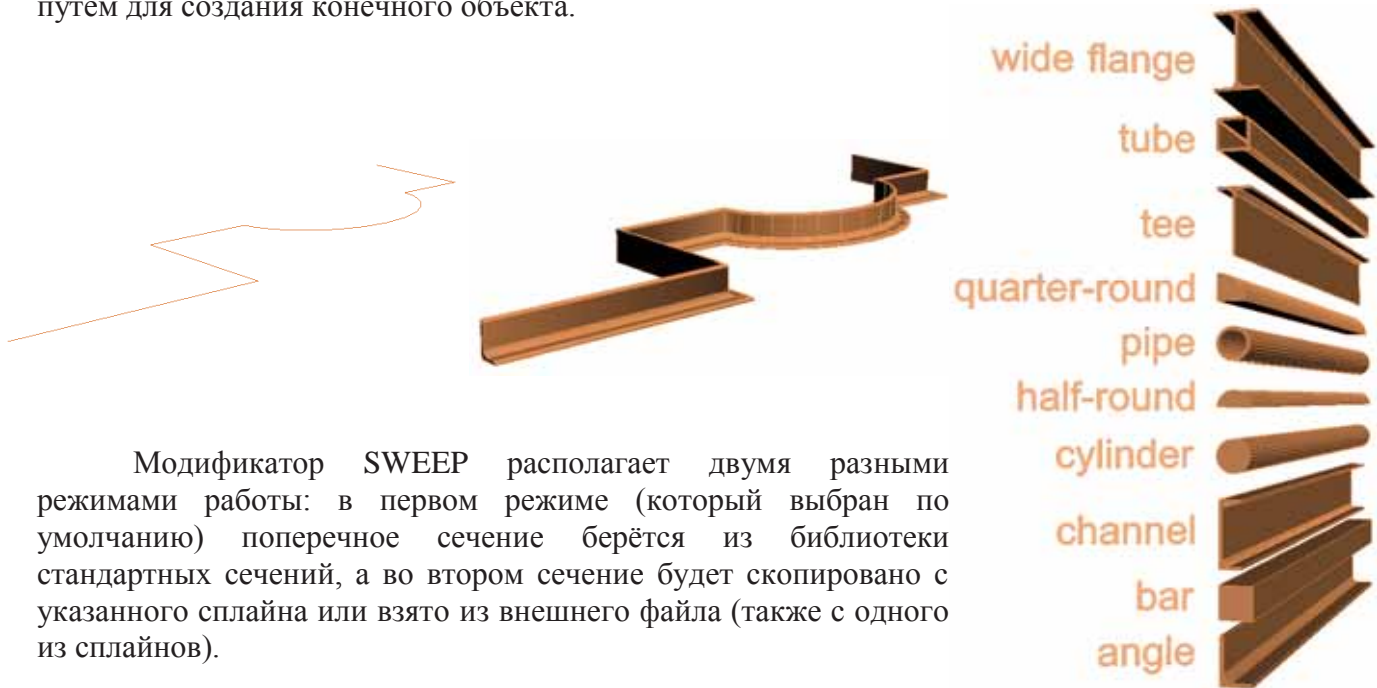 путем для создания конечного объекта.
wide flange
tube
tee
quarter-round
pipe
half-round
cylinder
channel
bar
angle
Модификатор SWEEP располагает двумя разными
режимами работы: в первом режиме (который выбран по
умолчанию) поперечное сечение берётся из библиотеки
стандартных сечений, а во втором сечение будет скопировано с
указанного сплайна или взято из внешнего файла (также с одного
из сплайнов).